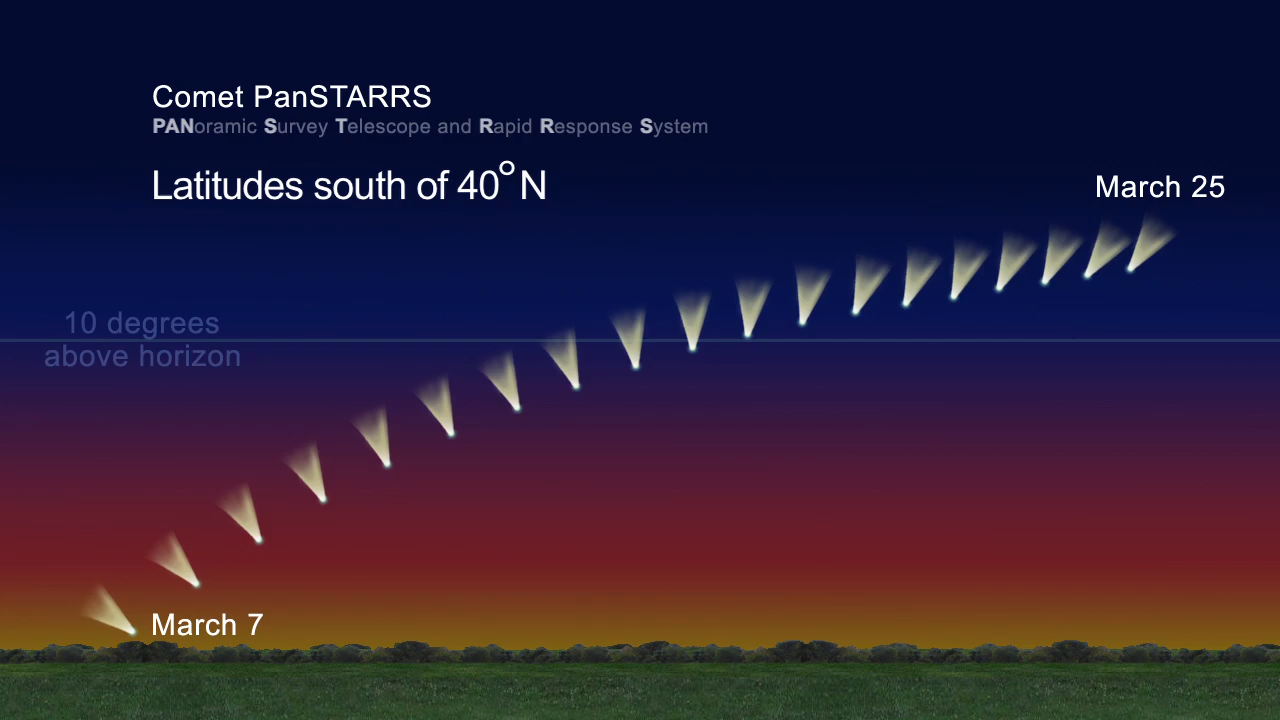 Comet PanSTARRS
PANoramic Survey Telescope and Rapid Response System
Latitudes south of 40°N
March 25
10 degrees
above horizon
March 7